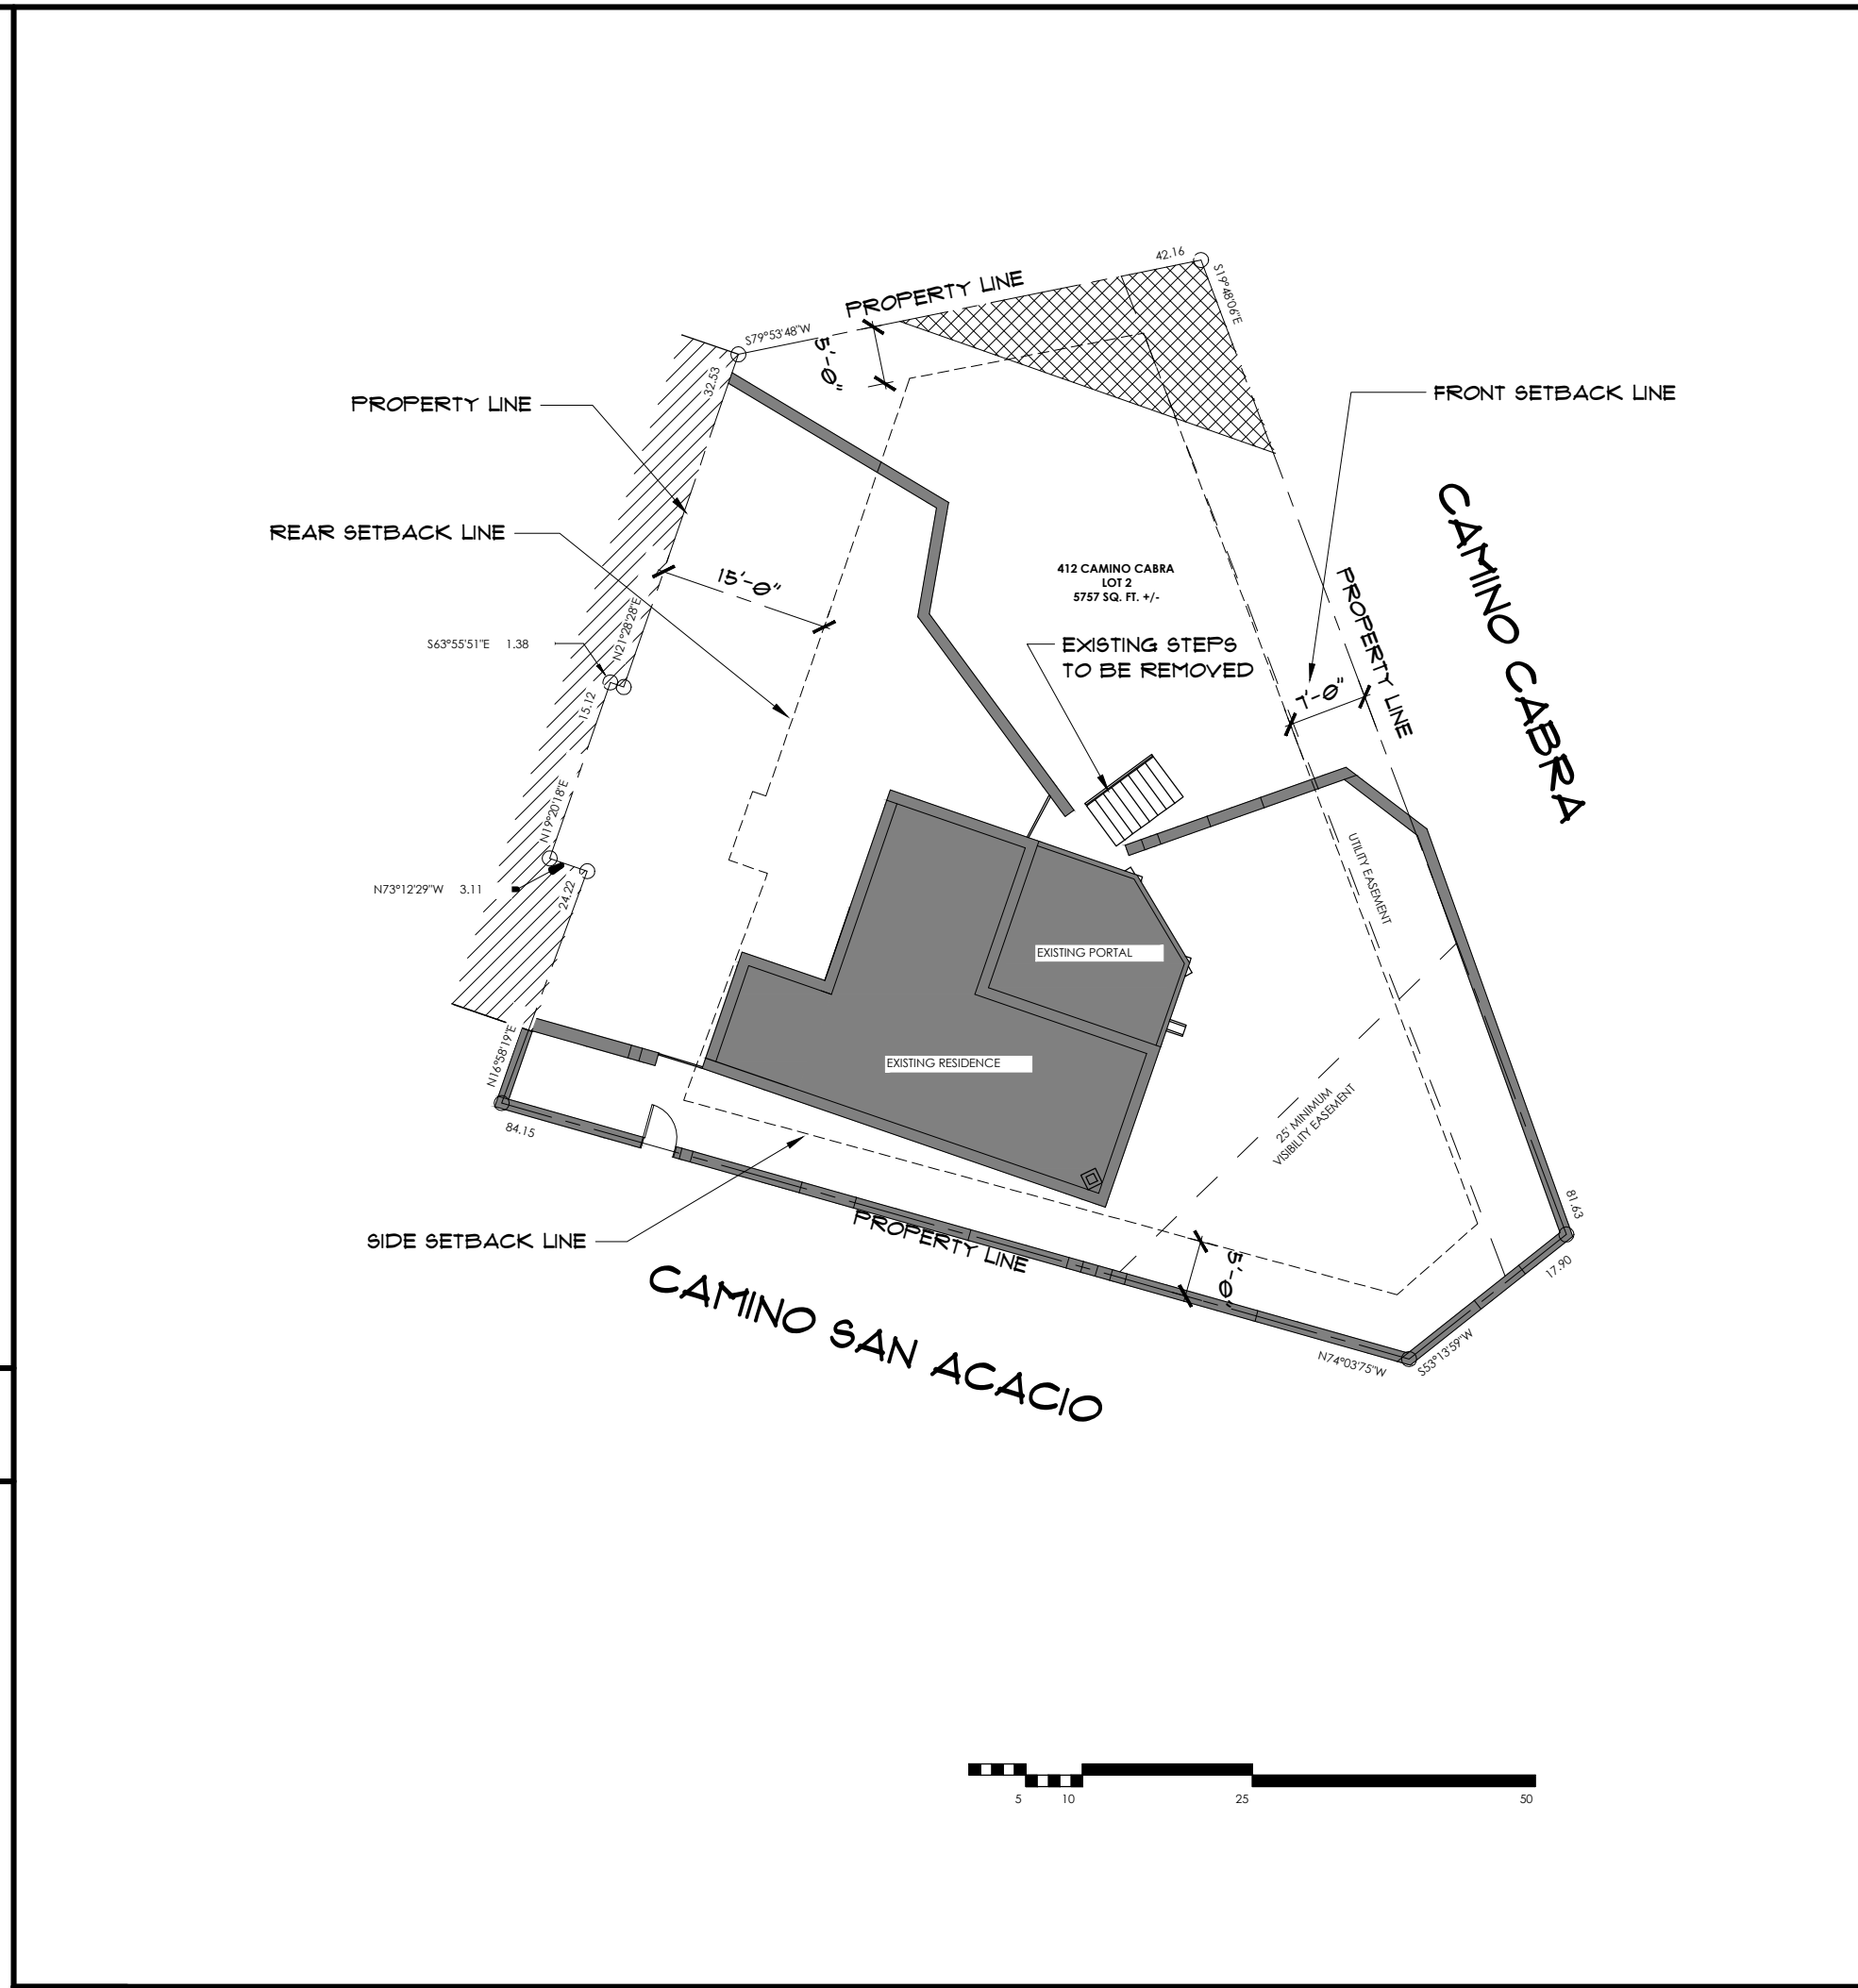 42.16
S19°48'06"E
PROPERTY LINE
S79°53'48"W
5'-0"
32.53
PROPERTY LINE
FRONT SETBACK LINE
REAR SETBACK LINE
15'-0"
412 CAMINO CABRA
LOT 2
5757 SQ. FT. +/-
CAMINO CABRA
PROPERTY LINE
N21°28'28"E
S63°55'51"E 1.38
EXISTING STEPS
TO BE REMOVED
7'-0"
15.12
N19°20'18"E
UTILITY EASEMENT
N73°12'29"W 3.11
24.22
EXISTING PORTAL
N16°58'19"E
EXISTING RESIDENCE
25' MINIMUM
VISIBILITY EASEMENT
84.15
81.63
SIDE SETBACK LINE
PROPERTY LINE
5'-0"
17.90
CAMINO SAN ACACIO
N74°03'75"W
S53°13'59"W
5
10
25
50